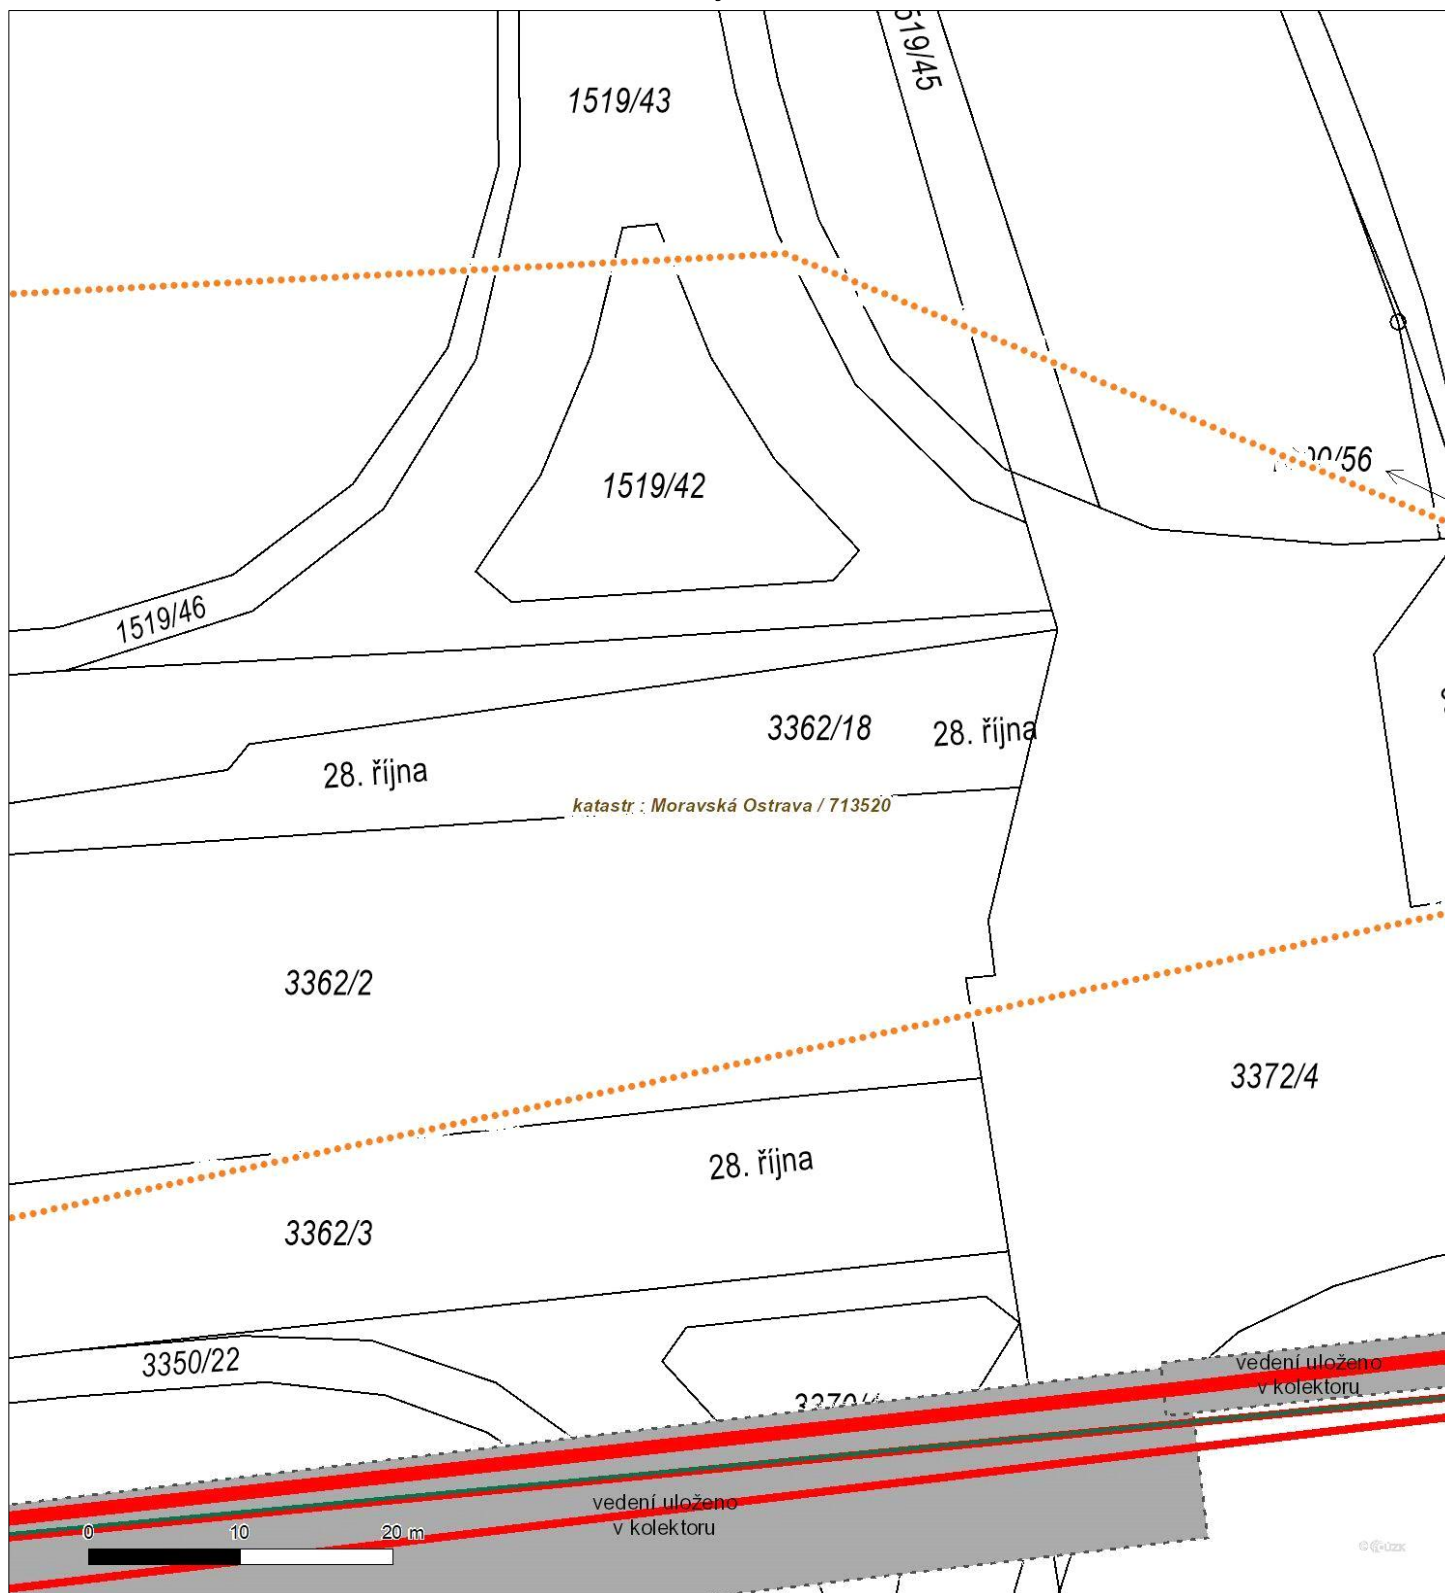 519/45
1519/43
1519/42
1519/46
3362/18
28. října
28. října
katastr : Moravská Ostrava / 713520
3362/2
3372/4
28. října
3362/3
3350/22
vedení uloženo
v kolektoru
vedení uloženo
v kolektoru
0 10 20 m